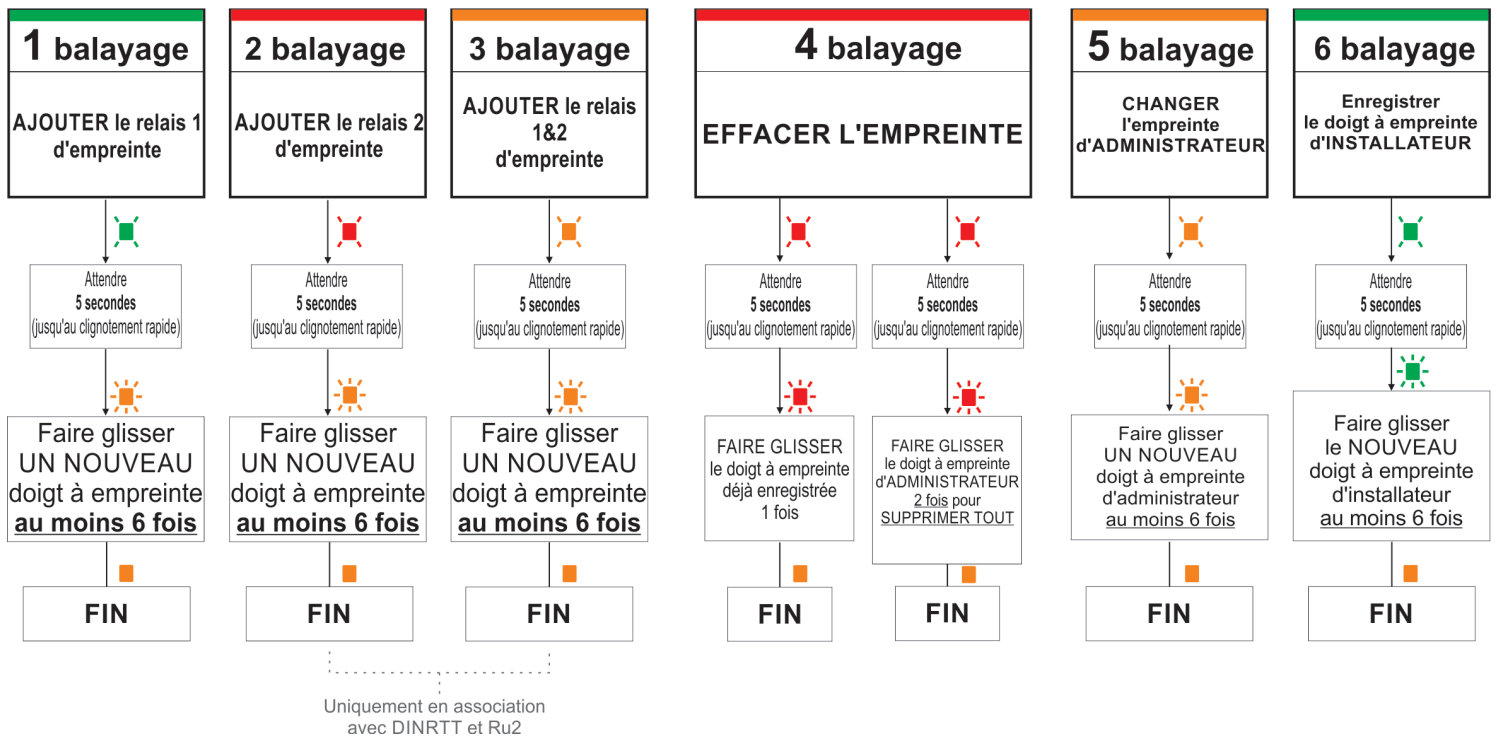 1 balayage
AJOUTER le relais 1
d'empreinte
Attendre
5 secondes
(jusqu'au clignotement rapide)
Faire glisser
UN NOUVEAU
doigt à empreinte
au moins 6 fois
FIN
2 balayage
AJOUTER le relais 2
d'empreinte
Attendre
5 secondes
(jusqu'au clignotement rapide)
Faire glisser
UN NOUVEAU
doigt à empreinte
au moins 6 fois
FIN
3 balayage
AJOUTER le relais
1&2
d'empreinte
Attendre
5 secondes
(jusqu'au clignotement rapide)
Faire glisser
UN NOUVEAU
doigt à empreinte
au moins 6 fois
FIN
Uniquement en association
avec DINRTT et Ru2
4 balayage
EFFACER L'EMPREINTE
Attendre
5 secondes
(jusqu'au clignotement rapide)
FAIRE GLISSER
le doigt à empreinte
déjà enregistrée
1 fois
FIN
Attendre
5 secondes
(jusqu'au clignotement rapide)
FAIRE GLISSER
le doigt à empreinte
d'ADMINISTRATEUR
2 fois pour
SUPPRIMER TOUT
FIN
5 balayage
CHANGER
l'empreinte
d'ADMINISTRATEUR
Attendre
5 secondes
(jusqu'au clignotement rapide)
Faire glisser
UN NOUVEAU
doigt à empreinte
d'administrateur
au moins 6 fois
FIN
6 balayage
Enregistrer
le doigt à empreinte
d'INSTALLATEUR
Attendre
5 secondes
(jusqu'au clignotement rapide)
Faire glisser
le NOUVEAU
doigt à empreinte
d'installateur
au moins 6 fois
FIN